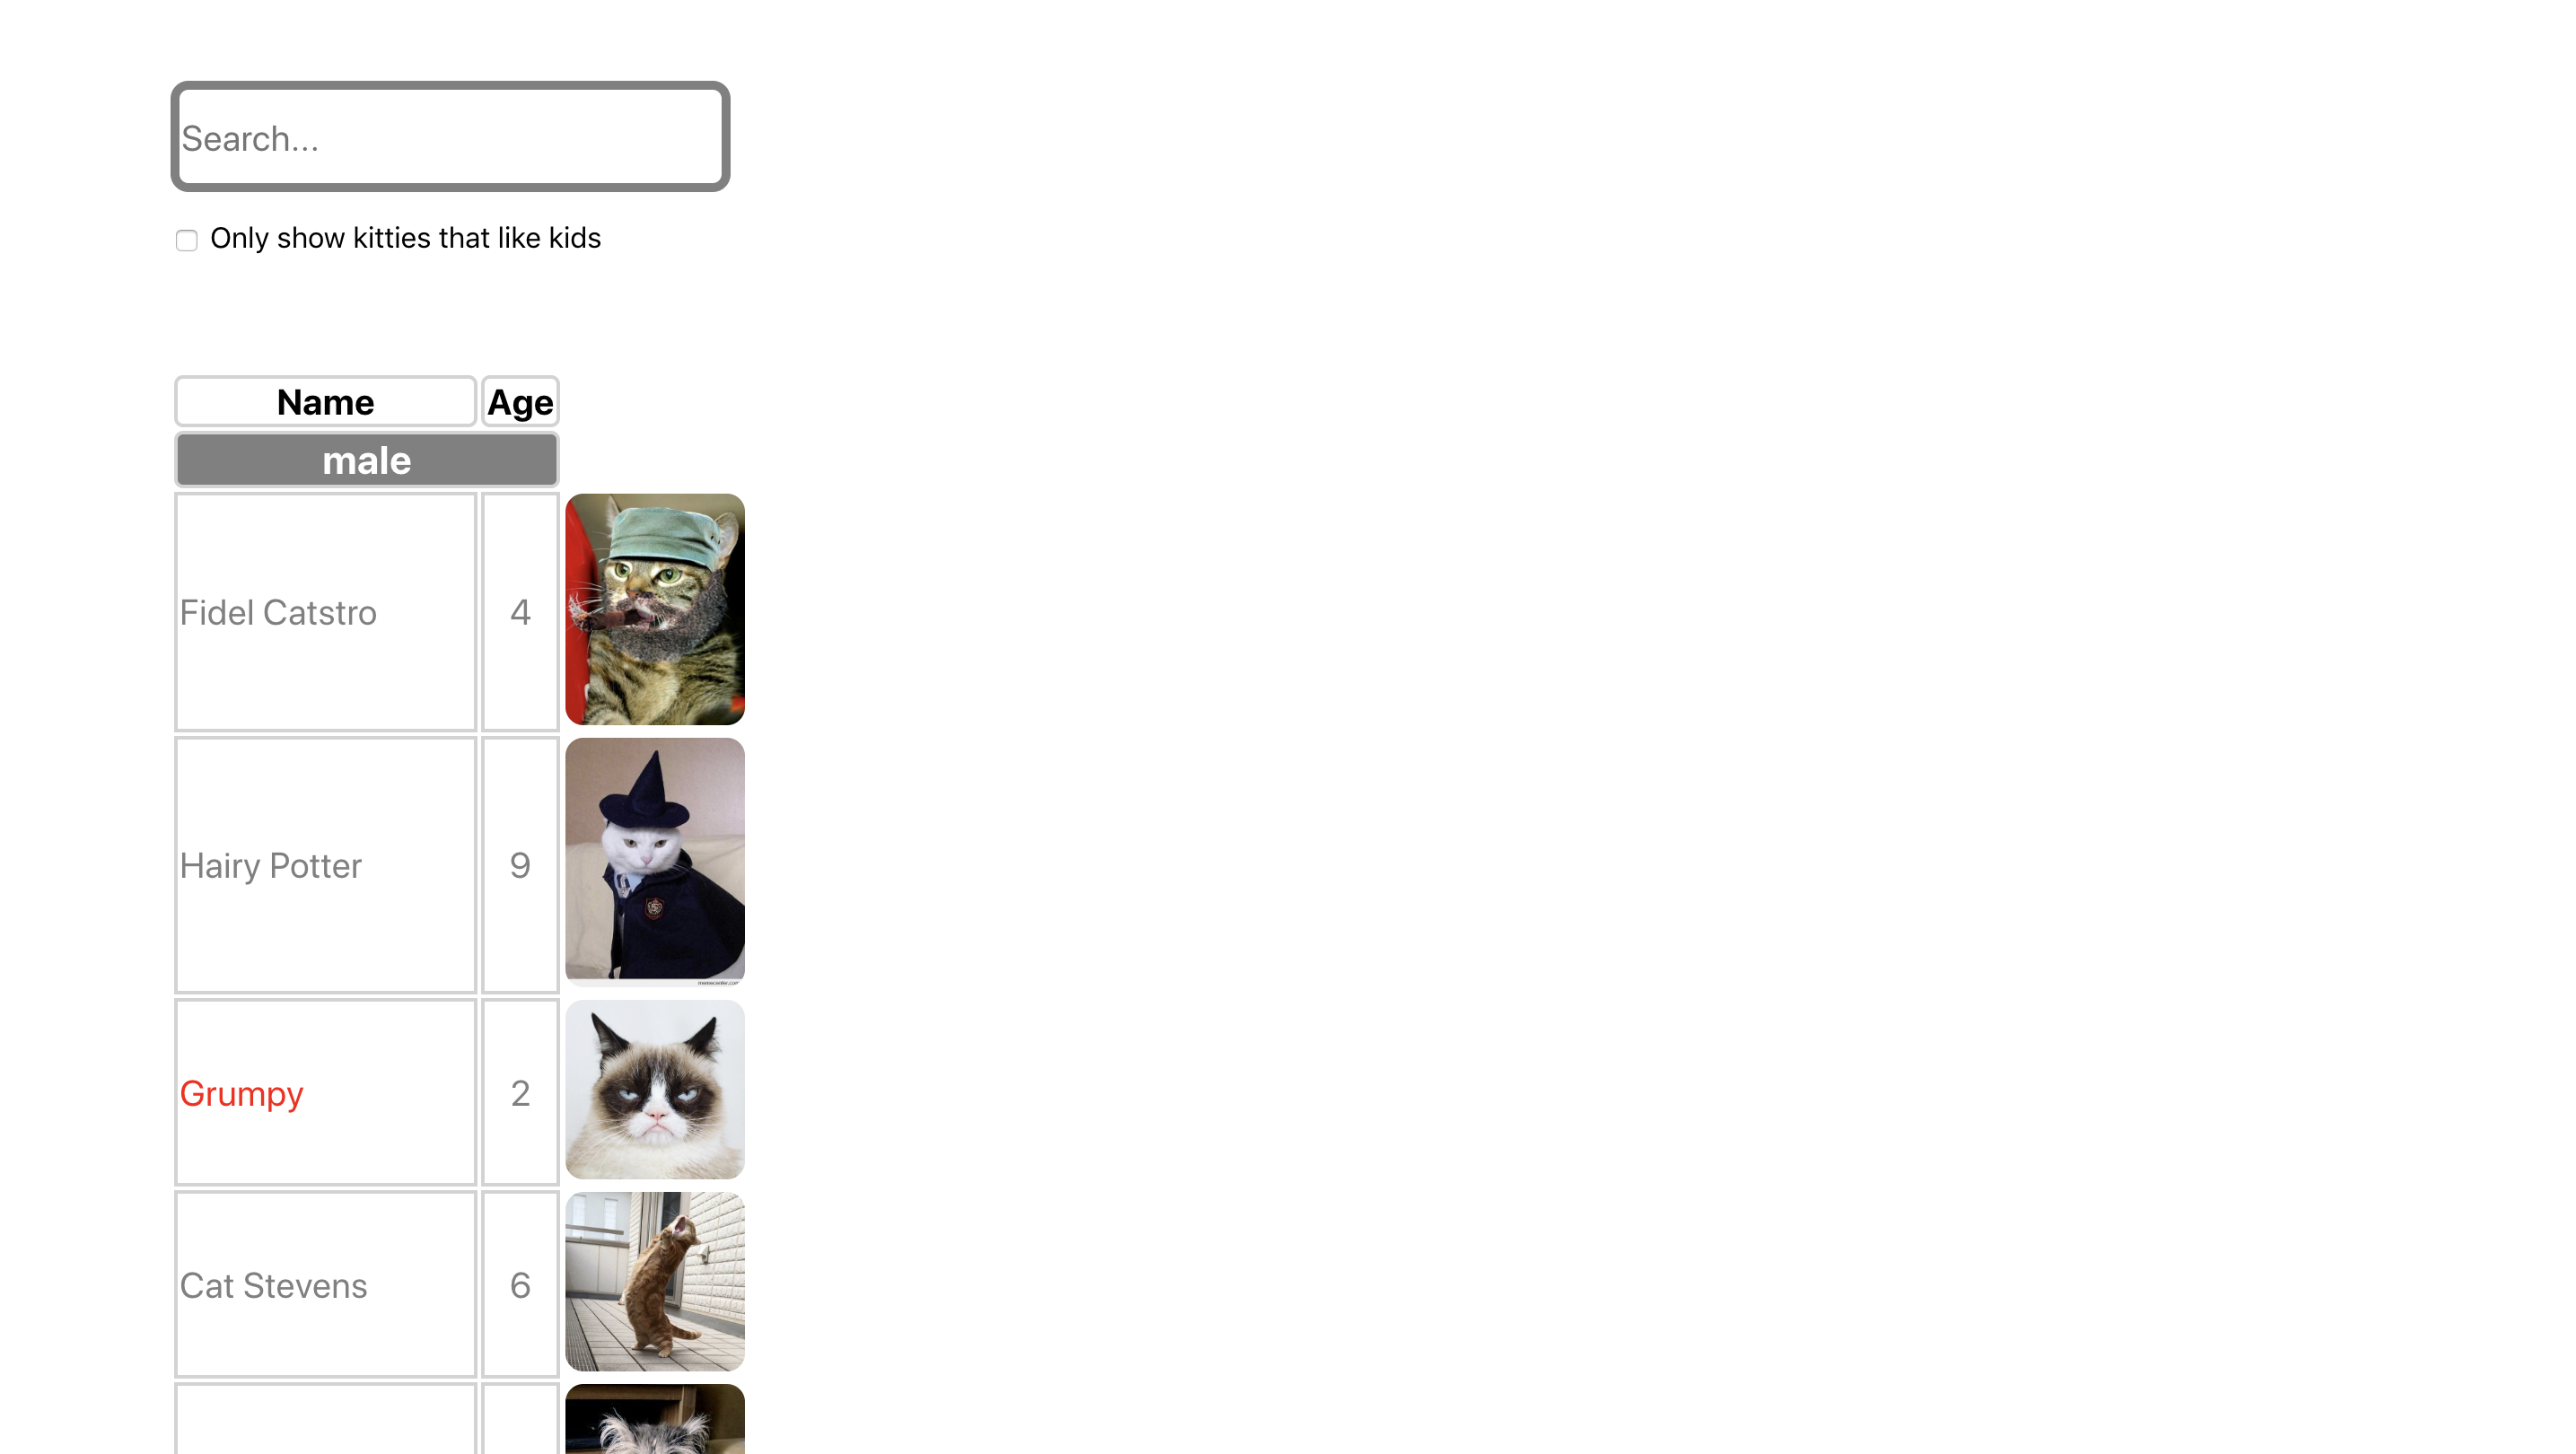 Search...
Only show kitties that like kids
Name Age
male
Fidel Catstro 4
Hairy Potter 9
Grumpy 2
Cat Stevens 6